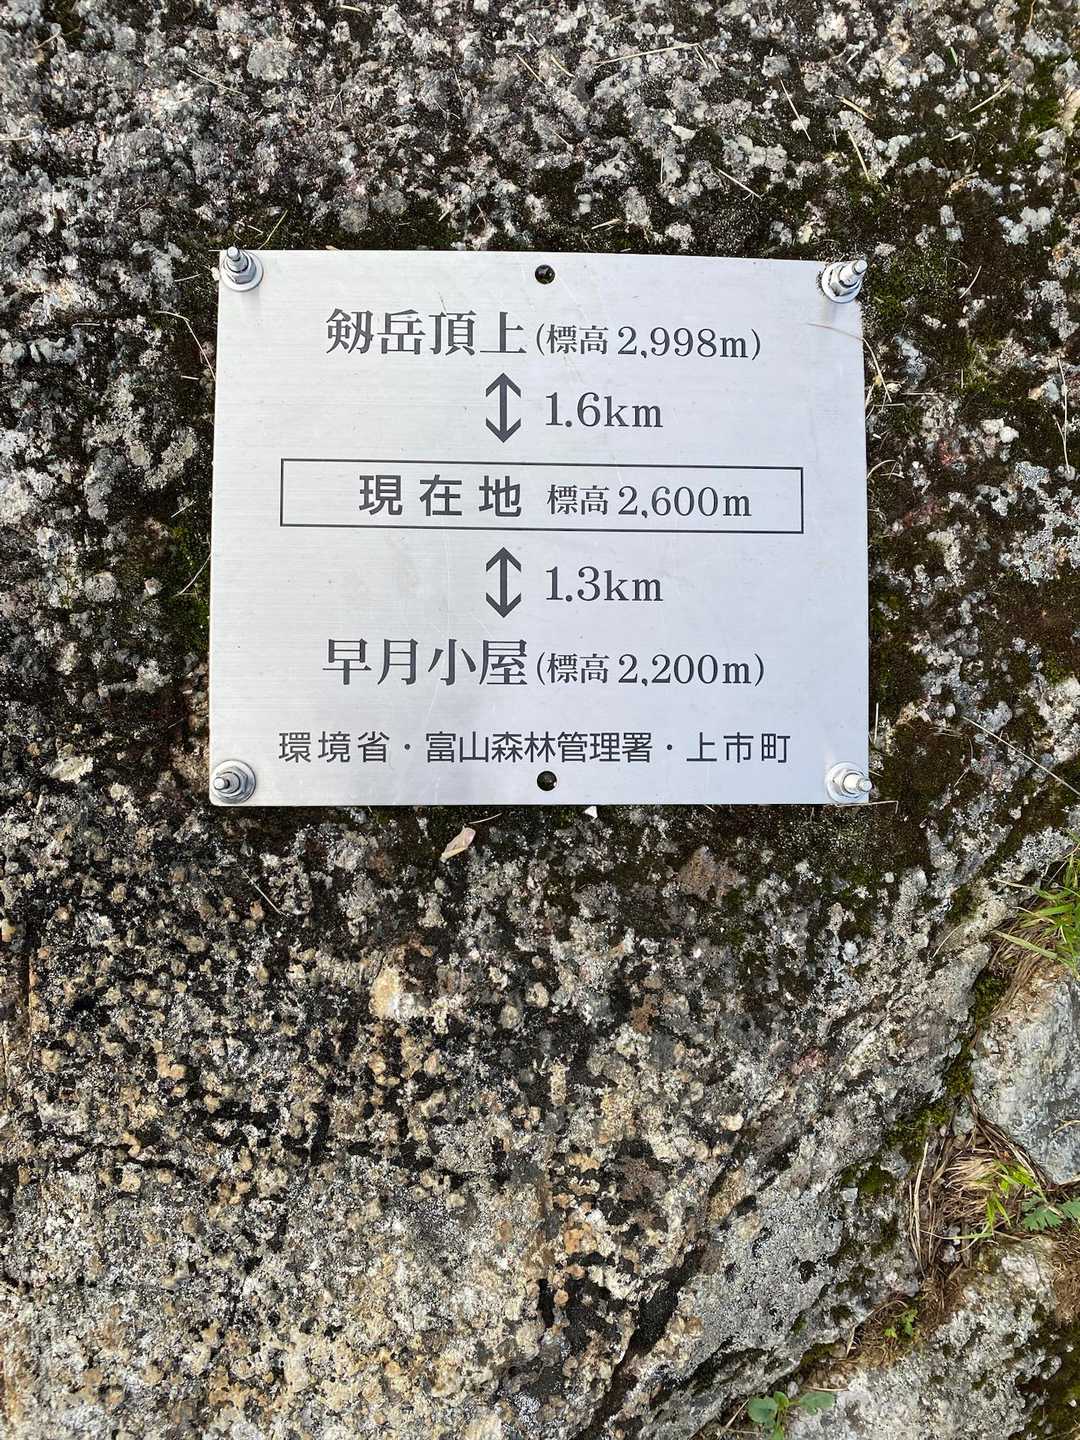 剱岳頂上(標高2,998m)
↕ 1.6km
現在地 標高2,600m
↕ 1.3km
早月小屋(標高2,200m)
環境省・富山森林管理署・上市町